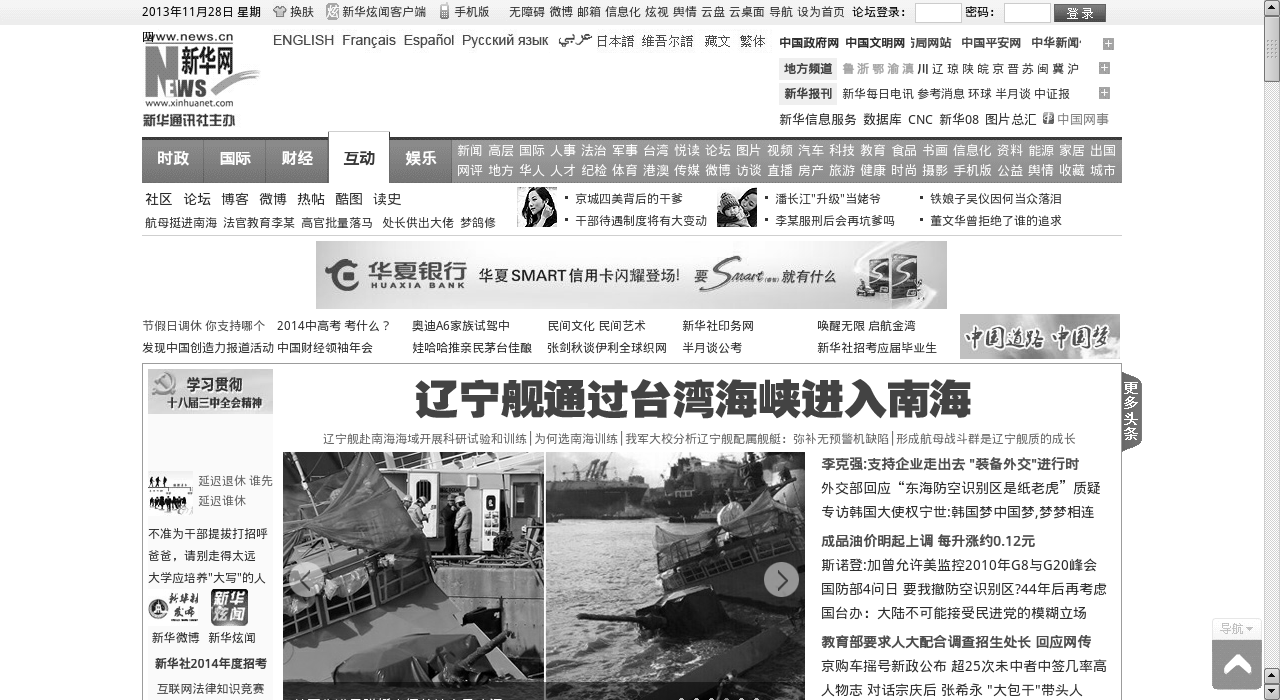 2013年11月28日 星期 换肤 新华炫闻客户端 手机版 无障碍 微博 邮箱 信息化 炫视 舆情 云盘 云桌面 导航 设为首页 论坛登录： 密码： 登 录
www.news.cn
新华网
NEWS
www.xinhuanet.com
新华通讯社主办
ENGLISH Français Español Русский язык عربي 日本語 维吾尔语 藏文 繁体
中国政府网 中国文明网 局网站 中国平安网 中华新闻
地方频道 鲁 浙 鄂 渝 滇 川 辽 琼 陕 皖 京 晋 苏 闽 冀 沪
新华报刊 新华每日电讯 参考消息 环球 半月谈 中证报
新华信息服务 数据库 CNC 新华08 图片总汇 中国网事
时政 国际 财经 互动 娱乐
新闻 高层 国际 人事 法治 军事 台湾 悦读 论坛 图片 视频 汽车 科技 教育 食品 书画 信息化 资料 能源 家居 出国
网评 地方 华人 人才 纪检 体育 港澳 传媒 微博 访谈 直播 房产 旅游 健康 时尚 摄影 手机版 公益 舆情 收藏 城市
社区 论坛 博客 微博 热帖 酷图 读史
航母挺进南海 法官教育李某 高官批量落马 处长供出大佬 梦鸽修
京城四美背后的干爹
干部待遇制度将有大变动
潘长江"升级"当姥爷
李某服刑后会再坑爹吗
铁娘子吴仪因何当众落泪
董文华曾拒绝了谁的追求
华夏银行
HUAXIA BANK
华夏SMART信用卡闪耀登场!
要Smart就有什么
节假日调休 你支持哪个 2014中高考 考什么？ 奥迪A6家族试驾中 民间文化 民间艺术 新华社印务网 唤醒无限 启航金湾
发现中国创造力报道活动 中国财经领袖年会 娃哈哈推亲民茅台佳酿 张剑秋谈伊利全球织网 半月谈公考 新华社招考应届毕业生
中国道路 中国梦
学习贯彻
十八届三中全会精神
延迟退休 谁先
延迟谁休
不准为干部提拔打招呼
爸爸，请别走得太远
大学应培养"大写"的人
新华社发布
新华炫闻
新华微博 新华炫闻
新华社2014年度招考
互联网法律知识竞赛
辽宁舰通过台湾海峡进入南海
辽宁舰赴南海海域开展科研试验和训练|为何选南海训练|我军大校分析辽宁舰配属舰艇：弥补无预警机缺陷|形成航母战斗群是辽宁舰质的成长
李克强:支持企业走出去 "装备外交"进行时
外交部回应“东海防空识别区是纸老虎”质疑
专访韩国大使权宁世:韩国梦中国梦,梦梦相连
成品油价明起上调 每升涨约0.12元
斯诺登:加曾允许美监控2010年G8与G20峰会
国防部4问日 要我撤防空识别区?44年后再考虑
国台办：大陆不可能接受民进党的模糊立场
教育部要求人大配合调查招生处长 回应网传
京购车摇号新政公布 超25次未中者中签几率高
人物志 对话宗庆后 张希永 "大包干"带头人
更多头条
导航